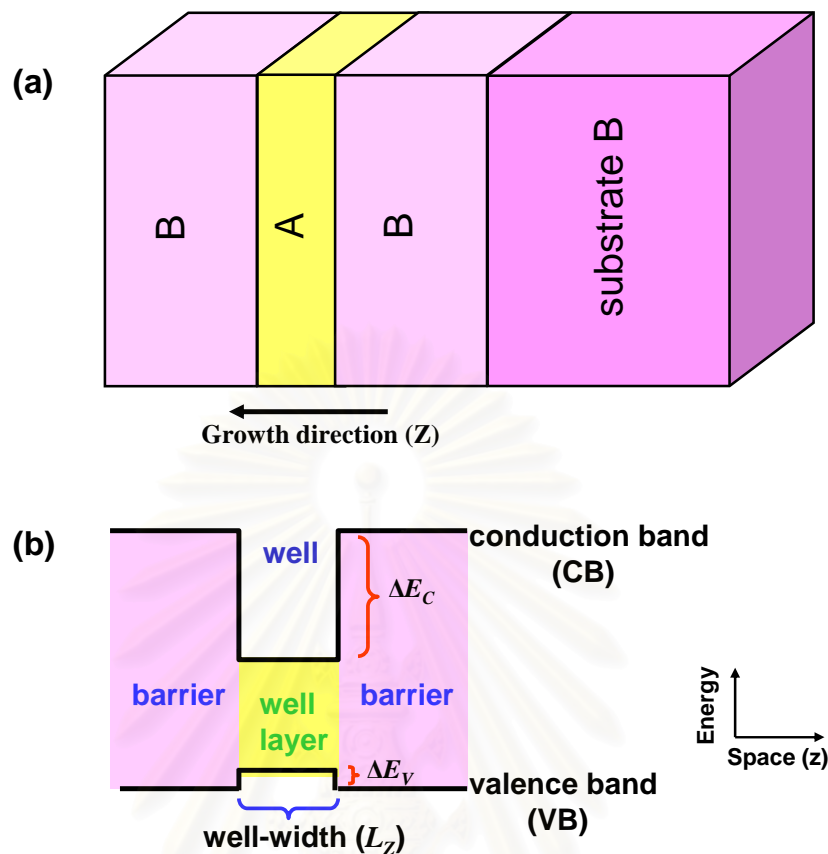 (a)
B
A
B
substrate B
Growth direction (Z)
(b)
well
conduction band
(CB)
ΔE_C
barrier
well
layer
barrier
ΔE_V
valence band
(VB)
well-width (L_Z)
Energy
Space (z)